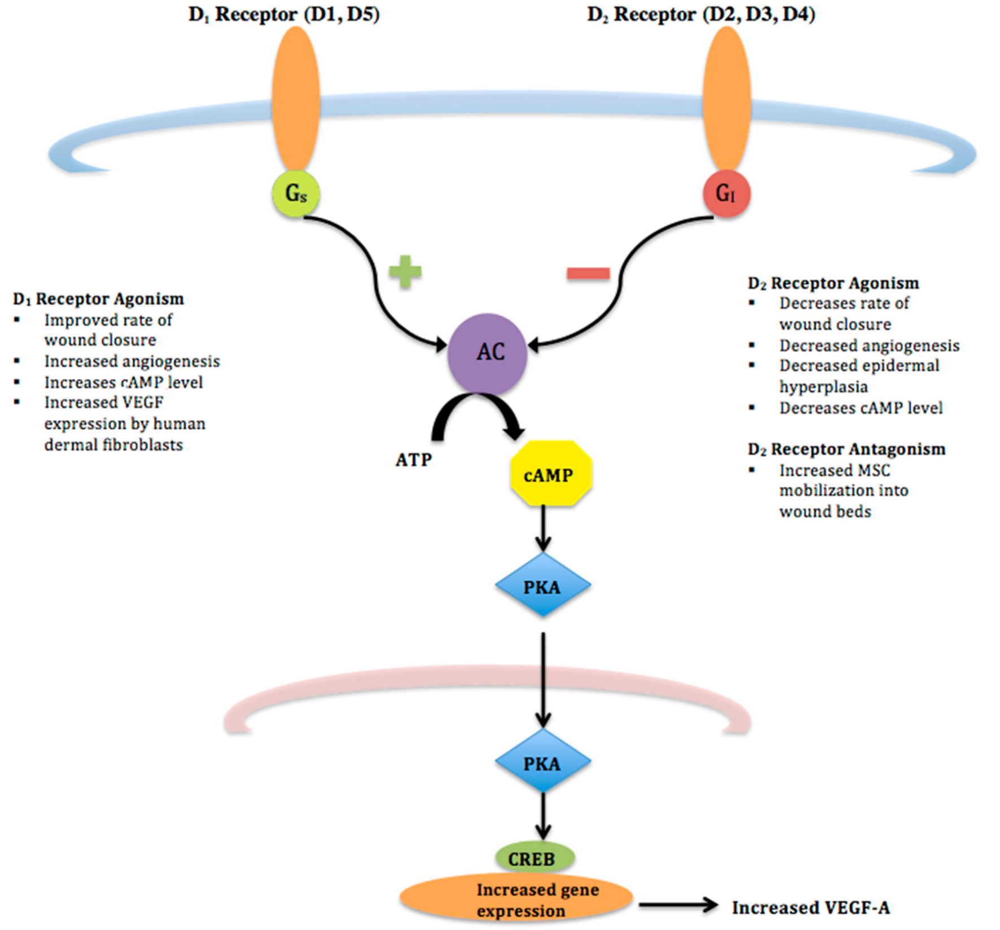 D₁ Receptor (D1, D5)
D₂ Receptor (D2, D3, D4)
Gs
GI
D₁ Receptor Agonism
▪ Improved rate of
wound closure
▪ Increased angiogenesis
▪ Increases cAMP level
▪ Increased VEGF
expression by human
dermal fibroblasts
AC
ATP
cAMP
D₂ Receptor Agonism
▪ Decreases rate of
wound closure
▪ Decreased angiogenesis
▪ Decreased epidermal
hyperplasia
▪ Decreases cAMP level
D₂ Receptor Antagonism
▪ Increased MSC
mobilization into
wound beds
PKA
PKA
CREB
Increased gene
expression
Increased VEGF-A